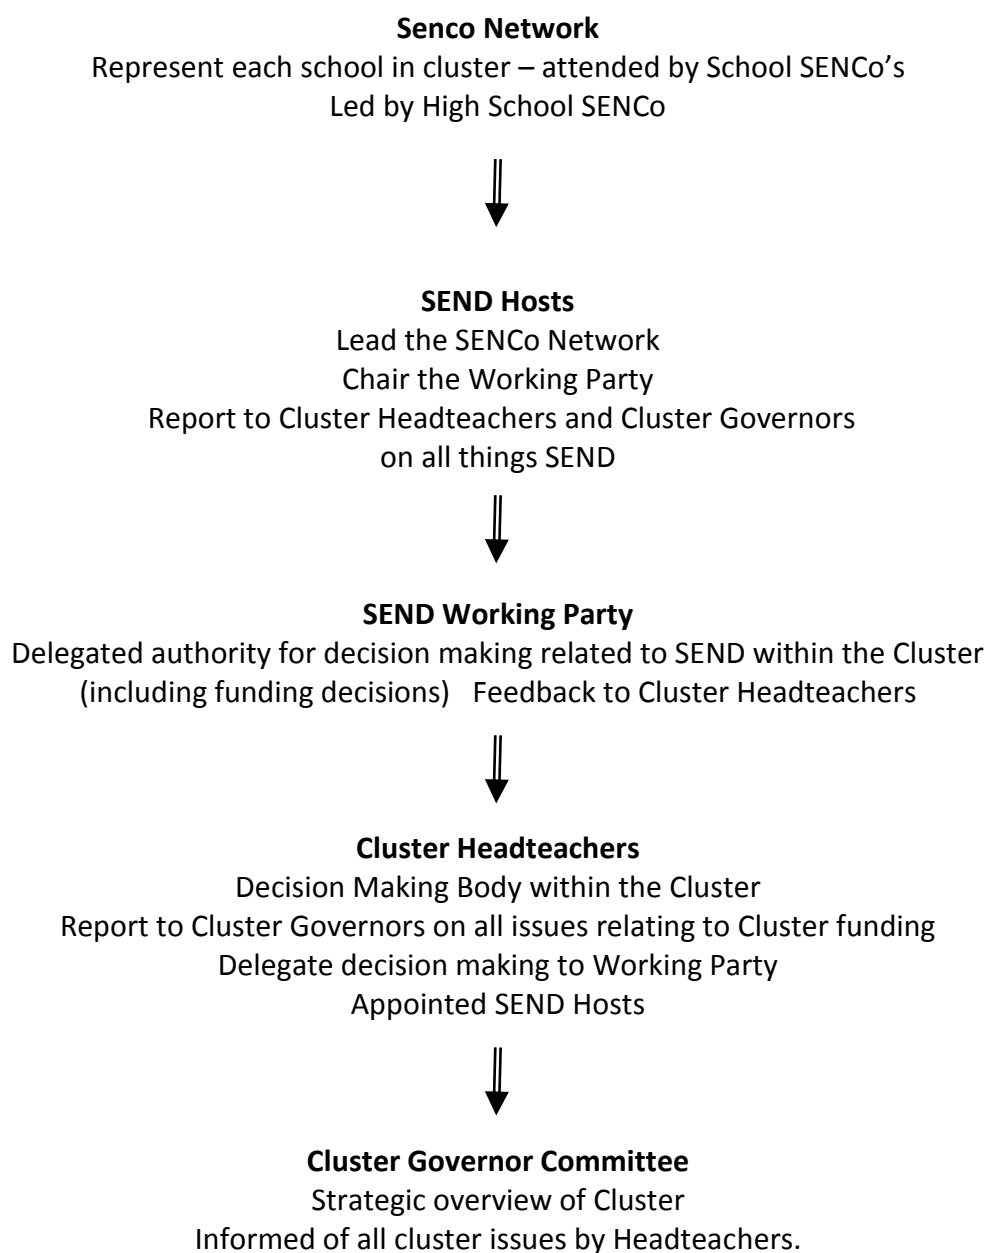 Senco Network
Represent each school in cluster – attended by School SENCo’s
Led by High School SENCo
SEND Hosts
Lead the SENCo Network
Chair the Working Party
Report to Cluster Headteachers and Cluster Governors
on all things SEND
SEND Working Party
Delegated authority for decision making related to SEND within the Cluster
(including funding decisions)   Feedback to Cluster Headteachers
Cluster Headteachers
Decision Making Body within the Cluster
Report to Cluster Governors on all issues relating to Cluster funding
Delegate decision making to Working Party
Appointed SEND Hosts
Cluster Governor Committee
Strategic overview of Cluster
Informed of all cluster issues by Headteachers.